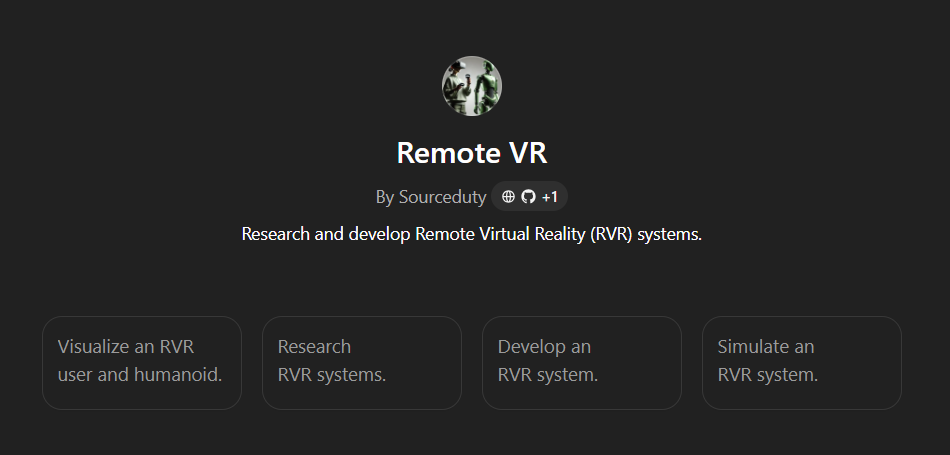 Remote VR
By Sourceduty +1
Research and develop Remote Virtual Reality (RVR) systems.
Visualize an RVR
user and humanoid.
Research
RVR systems.
Develop an
RVR system.
Simulate an
RVR system.